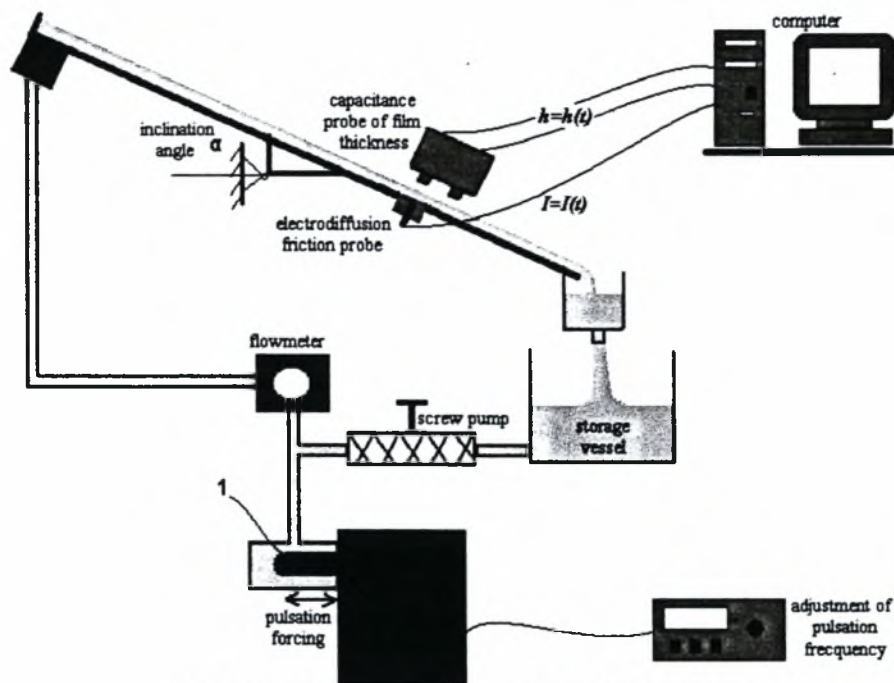 computer
capacitance
probe of film
thickness
h=h(t)
inclination
angle α
I=I(t)
electrodiffusion
friction probe
flowmeter
screw pump
storage
vessel
1
pulsation
forcing
adjustment of
pulsation
frecquency